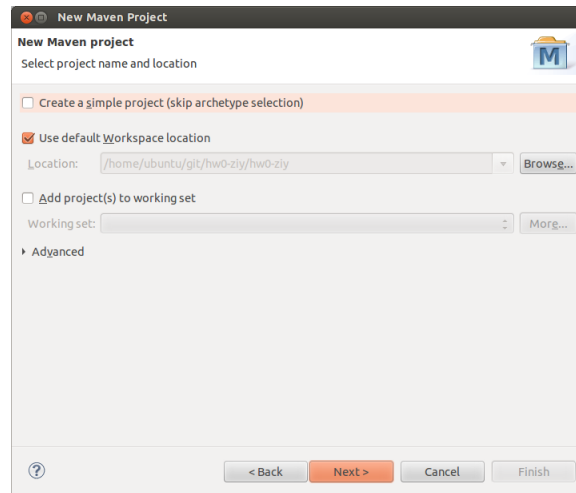 New Maven Project
New Maven project
Select project name and location
M
Create a simple project (skip archetype selection)
Use default Workspace location
Location: /home/ubuntu/git/hw0-ziy/hw0-ziy Browse...
Add project(s) to working set
Working set: More...
Advanced
? < Back Next > Cancel Finish